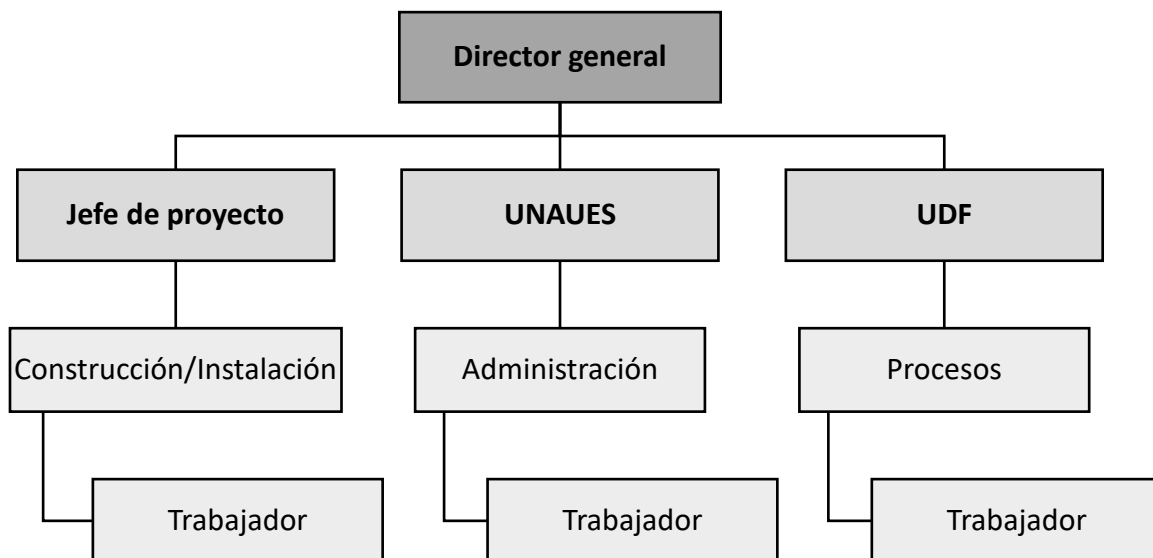 Director general
Jefe de proyecto
UNAUES
UDF
Construcción/Instalación
Administración
Procesos
Trabajador
Trabajador
Trabajador